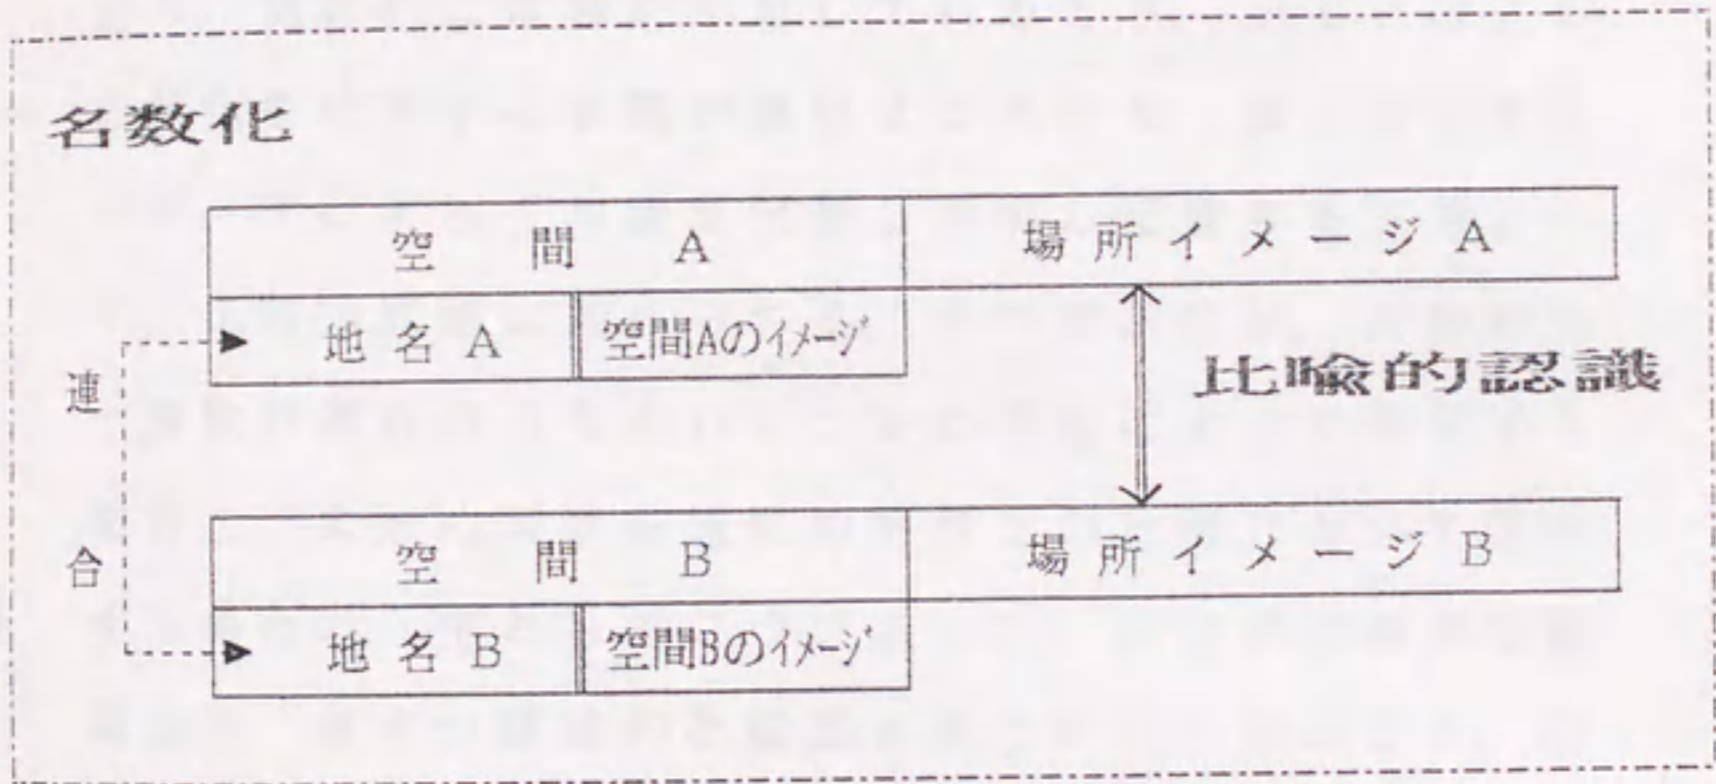 名数化
空間A 場所イメージA
地名A 空間Aのイメージ
連
比喩的認識
空間B 場所イメージB
合
地名B 空間Bのイメージ